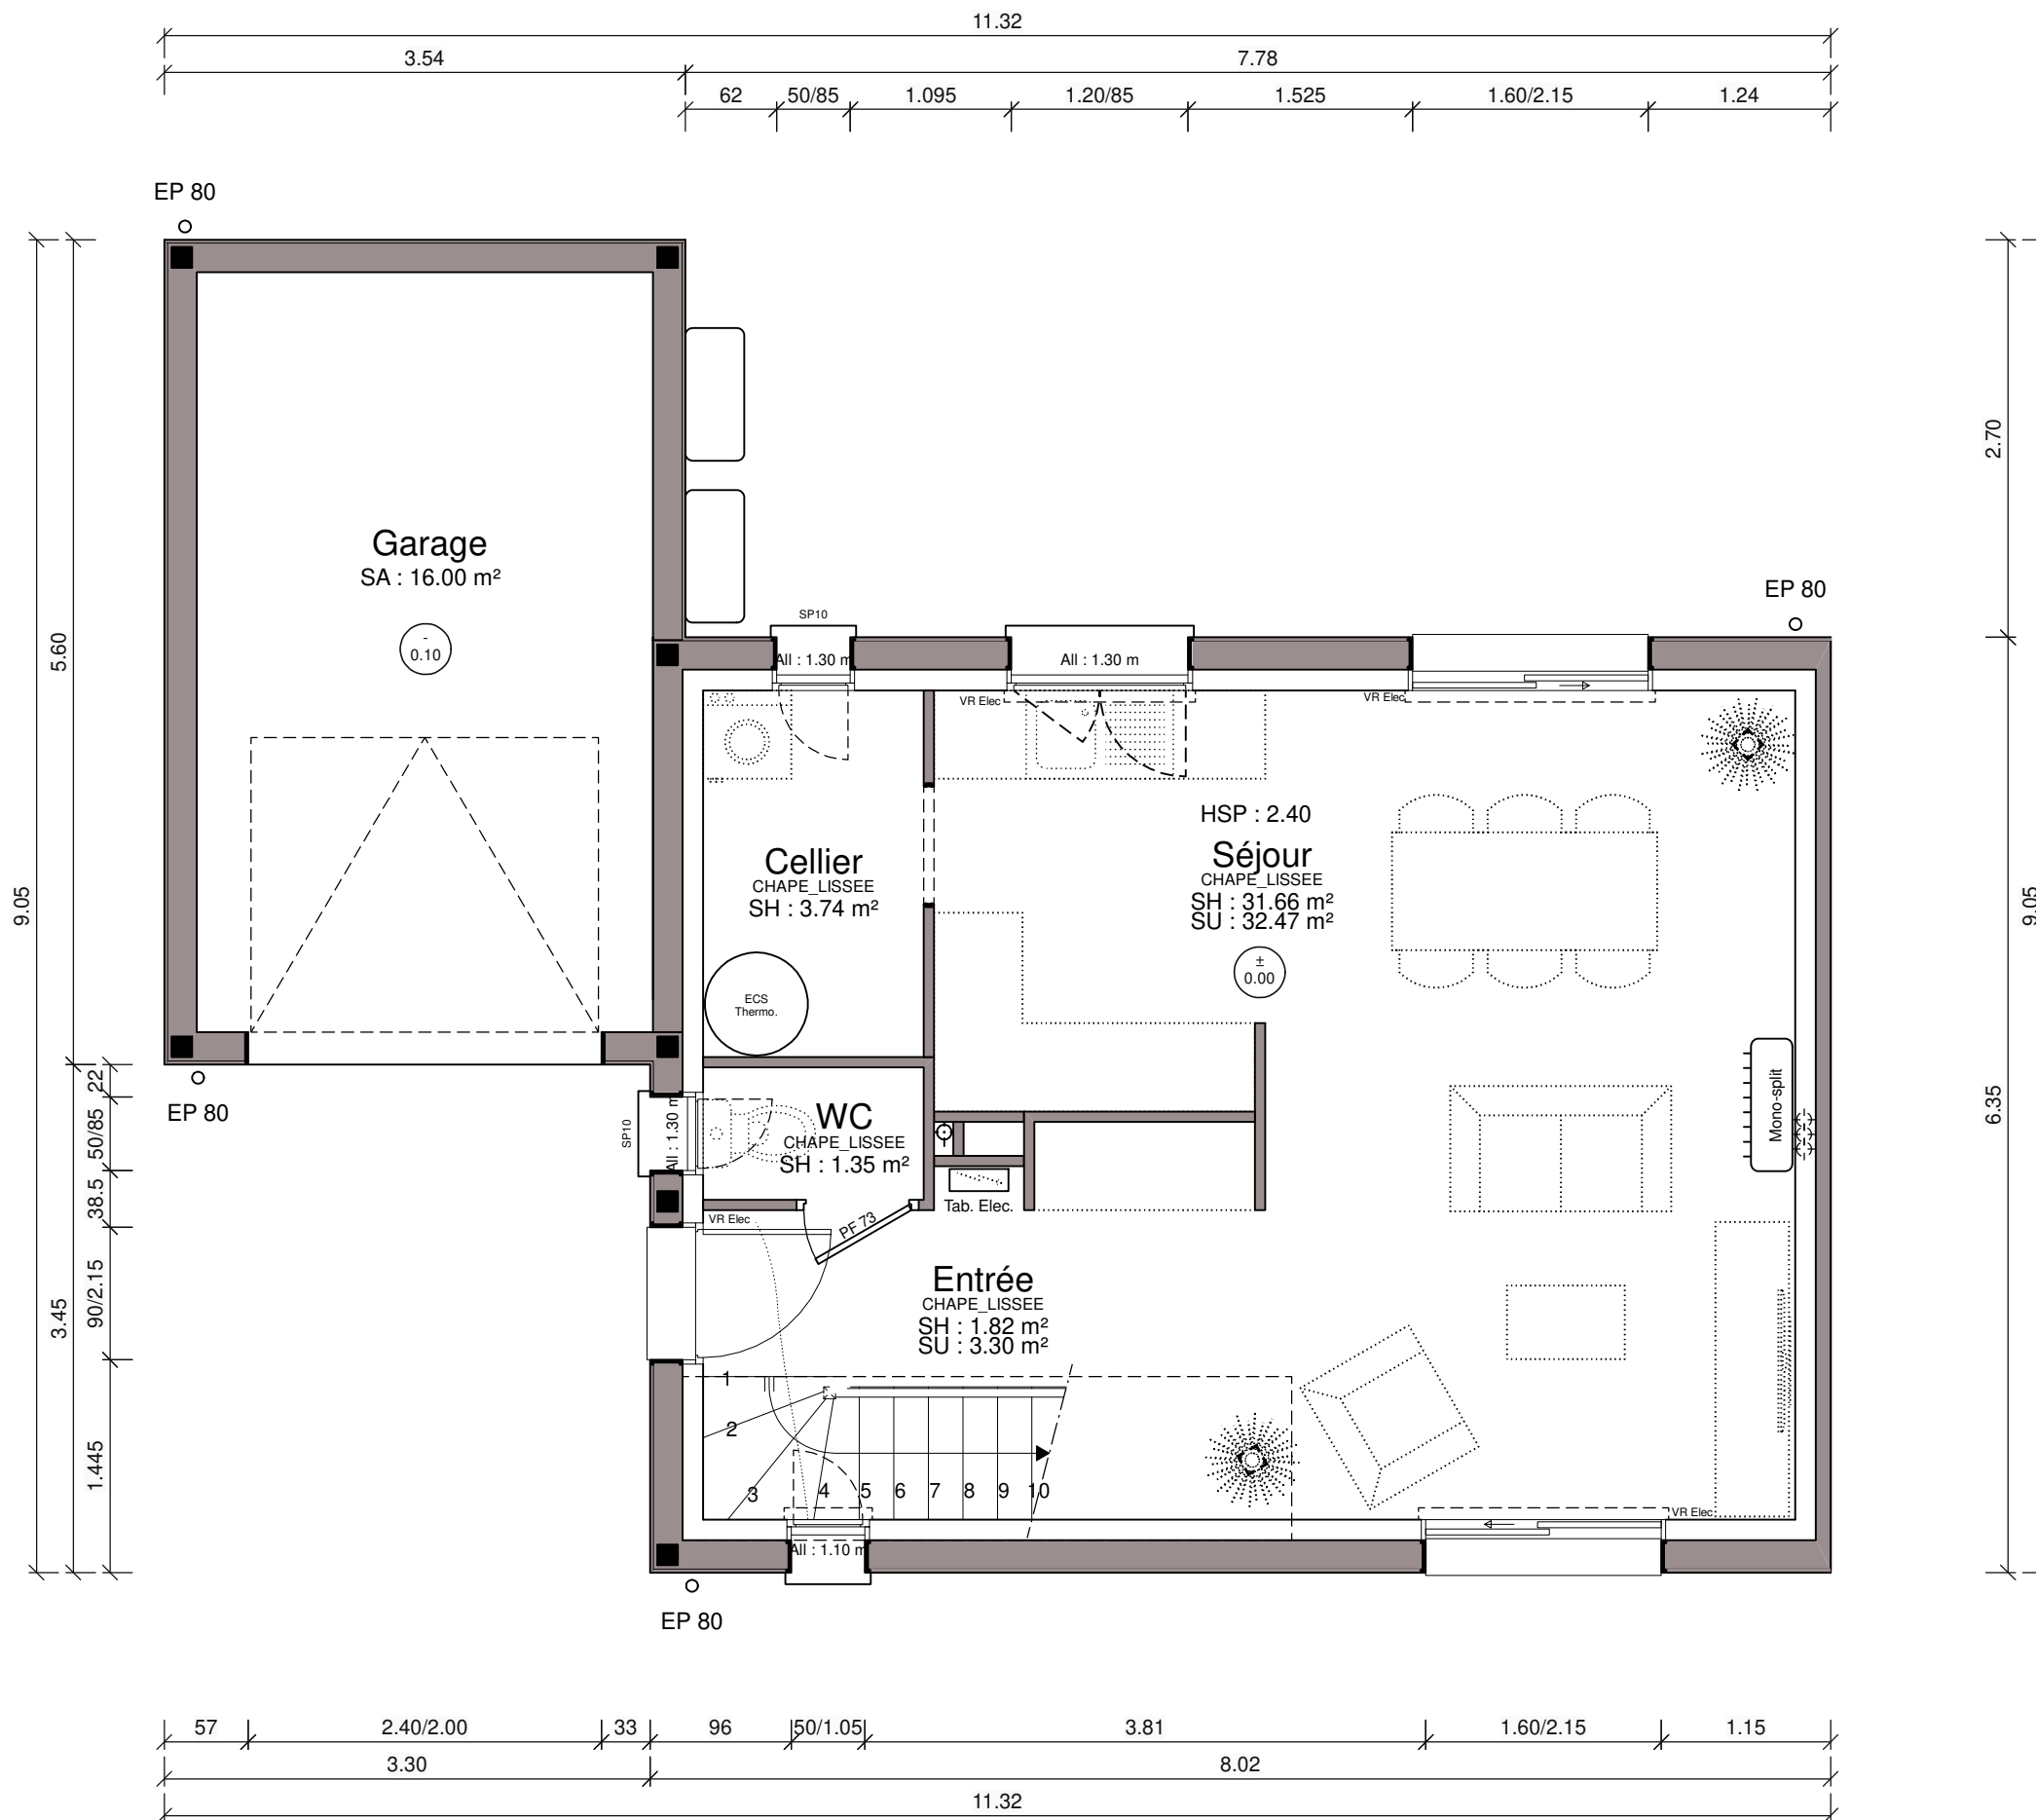 11.32
3.54 7.78
62 50/85 1.095 1.20/85 1.525 1.60/2.15 1.24
EP 80
2.70
Garage
SA : 16.00 m²
-
0.10
5.60
9.05
EP 80
SP10
All : 1.30 m
All : 1.30 m
VR Elec
VR Elec
HSP : 2.40
Séjour
CHAPE_LISSEE
SH : 31.66 m²
SU : 32.47 m²
±
0.00
Cellier
CHAPE_LISSEE
SH : 3.74 m²
ECS
Thermo.
9.05
6.35
Mono-split
EP 80
22
50/85
38.5
90/2.15
3.45
1.445
SP10
All : 1.30 m
WC
CHAPE_LISSEE
SH : 1.35 m²
Tab. Elec.
VR Elec
PF 73
Entrée
CHAPE_LISSEE
SH : 1.82 m²
SU : 3.30 m²
1
2
3
4 5 6 7 8 9 10
VR Elec
All : 1.10 m
EP 80
57 2.40/2.00 33 96 50/1.05 3.81 1.60/2.15 1.15
3.30 8.02
11.32